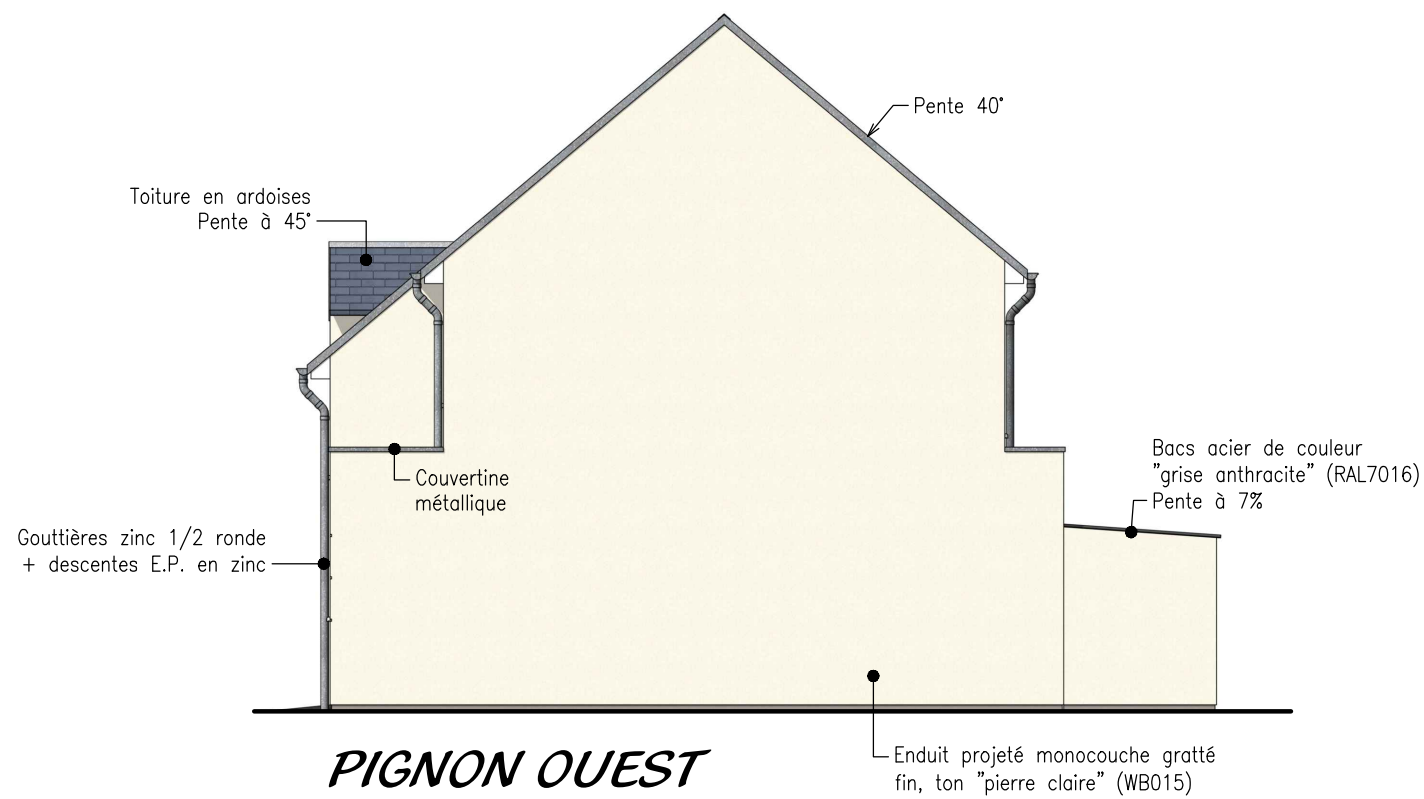 Pente 40°
Toiture en ardoises
Pente à 45°
Bacs acier de couleur
"grise anthracite" (RAL7016)
Pente à 7%
Couvertine
métallique
Gouttières zinc 1/2 ronde
+ descentes E.P. en zinc
Enduit projeté monocouche gratté
fin, ton "pierre claire" (WB015)
PIGNON OUEST